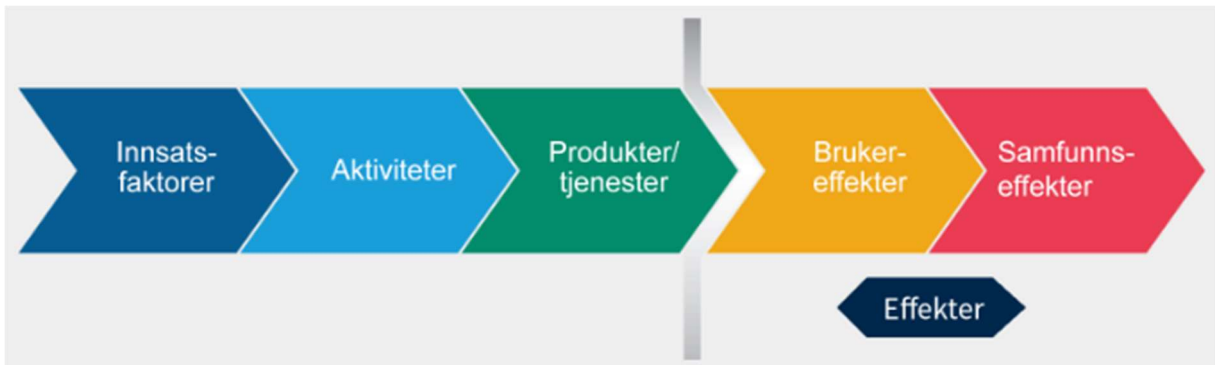 Innsats-
faktorer
Aktiviteter
Produkter/
tjenester
Bruker-
effekter
Samfunns-
effekter
Effekter